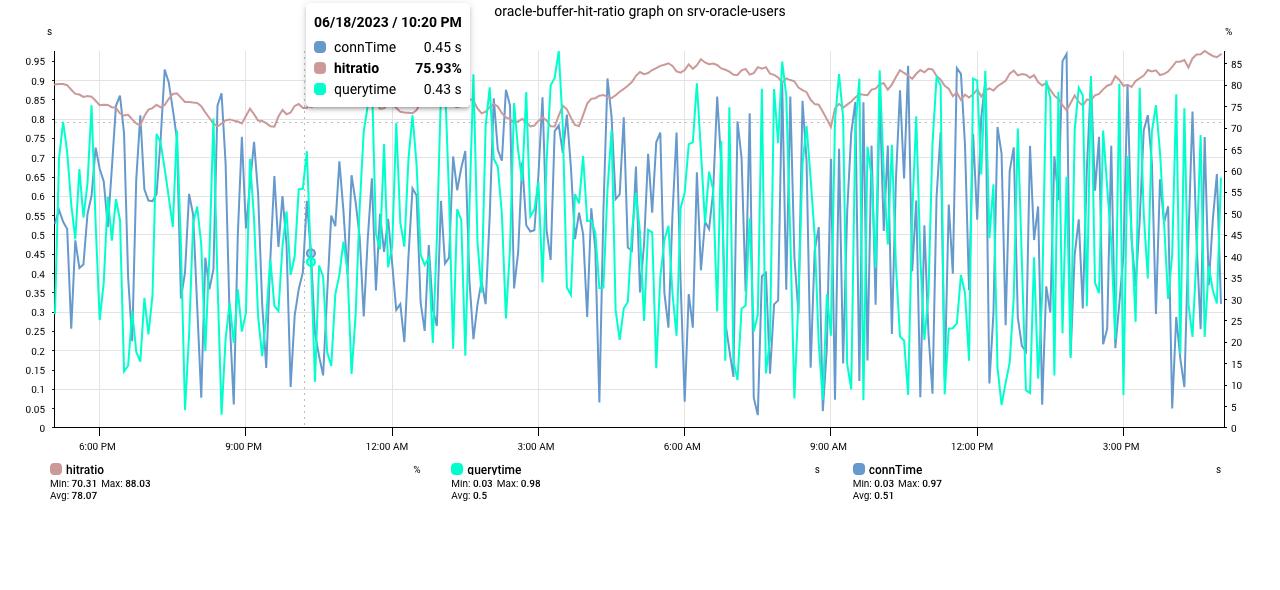 oracle-buffer-hit-ratio graph on srv-oracle-users
06/18/2023 / 10:20 PM
connTime 0.45 s
hitratio 75.93%
querytime 0.43 s
s
%
0.95
0.9
0.85
0.8
0.75
0.7
0.65
0.6
0.55
0.5
0.45
0.4
0.35
0.3
0.25
0.2
0.15
0.1
0.05
0
85
80
75
70
65
60
55
50
45
40
35
30
25
20
15
10
5
0
6:00 PM 9:00 PM 12:00 AM 3:00 AM 6:00 AM 9:00 AM 12:00 PM 3:00 PM
hitratio %
Min: 70.31 Max: 88.03
Avg: 78.07
querytime s
Min: 0.03 Max: 0.98
Avg: 0.5
connTime s
Min: 0.03 Max: 0.97
Avg: 0.51